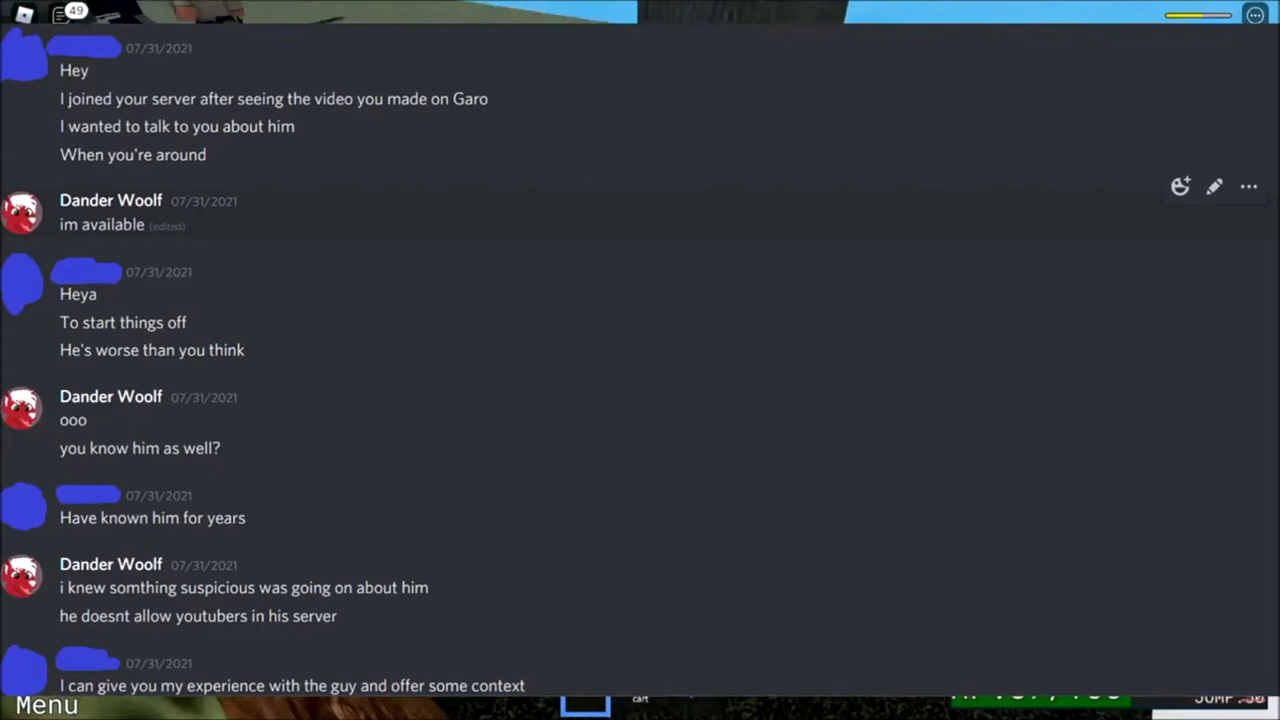 49
07/31/2021
Hey
I joined your server after seeing the video you made on Garo
I wanted to talk to you about him
When you're around
Dander Woolf 07/31/2021
im available (edited)
07/31/2021
Heya
To start things off
He's worse than you think
Dander Woolf 07/31/2021
ooo
you know him as well?
07/31/2021
Have known him for years
Dander Woolf 07/31/2021
i knew somthing suspicious was going on about him
he doesnt allow youtubers in his server
07/31/2021
I can give you my experience with the guy and offer some context
Menu
cart